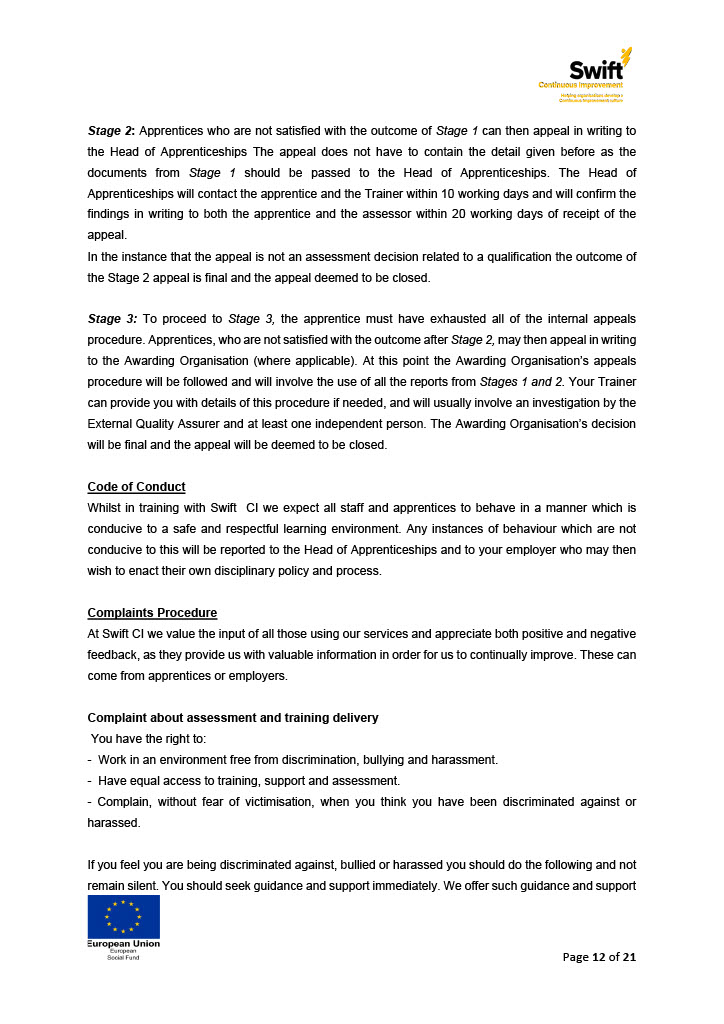 Swift
Continuous Improvement
Helping organisations develop a
Continuous Improvement culture
Stage 2: Apprentices who are not satisfied with the outcome of Stage 1 can then appeal in writing to
the Head of Apprenticeships The appeal does not have to contain the detail given before as the
documents from Stage 1 should be passed to the Head of Apprenticeships. The Head of
Apprenticeships will contact the apprentice and the Trainer within 10 working days and will confirm the
findings in writing to both the apprentice and the assessor within 20 working days of receipt of the
appeal.
In the instance that the appeal is not an assessment decision related to a qualification the outcome of
the Stage 2 appeal is final and the appeal deemed to be closed.
Stage 3: To proceed to Stage 3, the apprentice must have exhausted all of the internal appeals
procedure. Apprentices, who are not satisfied with the outcome after Stage 2, may then appeal in writing
to the Awarding Organisation (where applicable). At this point the Awarding Organisation's appeals
procedure will be followed and will involve the use of all the reports from Stages 1 and 2. Your Trainer
can provide you with details of this procedure if needed, and will usually involve an investigation by the
External Quality Assurer and at least one independent person. The Awarding Organisation's decision
will be final and the appeal will be deemed to be closed.
Code of Conduct
Whilst in training with Swift  CI we expect all staff and apprentices to behave in a manner which is
conducive to a safe and respectful learning environment. Any instances of behaviour which are not
conducive to this will be reported to the Head of Apprenticeships and to your employer who may then
wish to enact their own disciplinary policy and process.
Complaints Procedure
At Swift CI we value the input of all those using our services and appreciate both positive and negative
feedback, as they provide us with valuable information in order for us to continually improve. These can
come from apprentices or employers.
Complaint about assessment and training delivery
You have the right to:
- Work in an environment free from discrimination, bullying and harassment.
- Have equal access to training, support and assessment.
- Complain, without fear of victimisation, when you think you have been discriminated against or
harassed.
If you feel you are being discriminated against, bullied or harassed you should do the following and not
remain silent. You should seek guidance and support immediately. We offer such guidance and support
European Union
European
Social Fund
Page 12 of 21